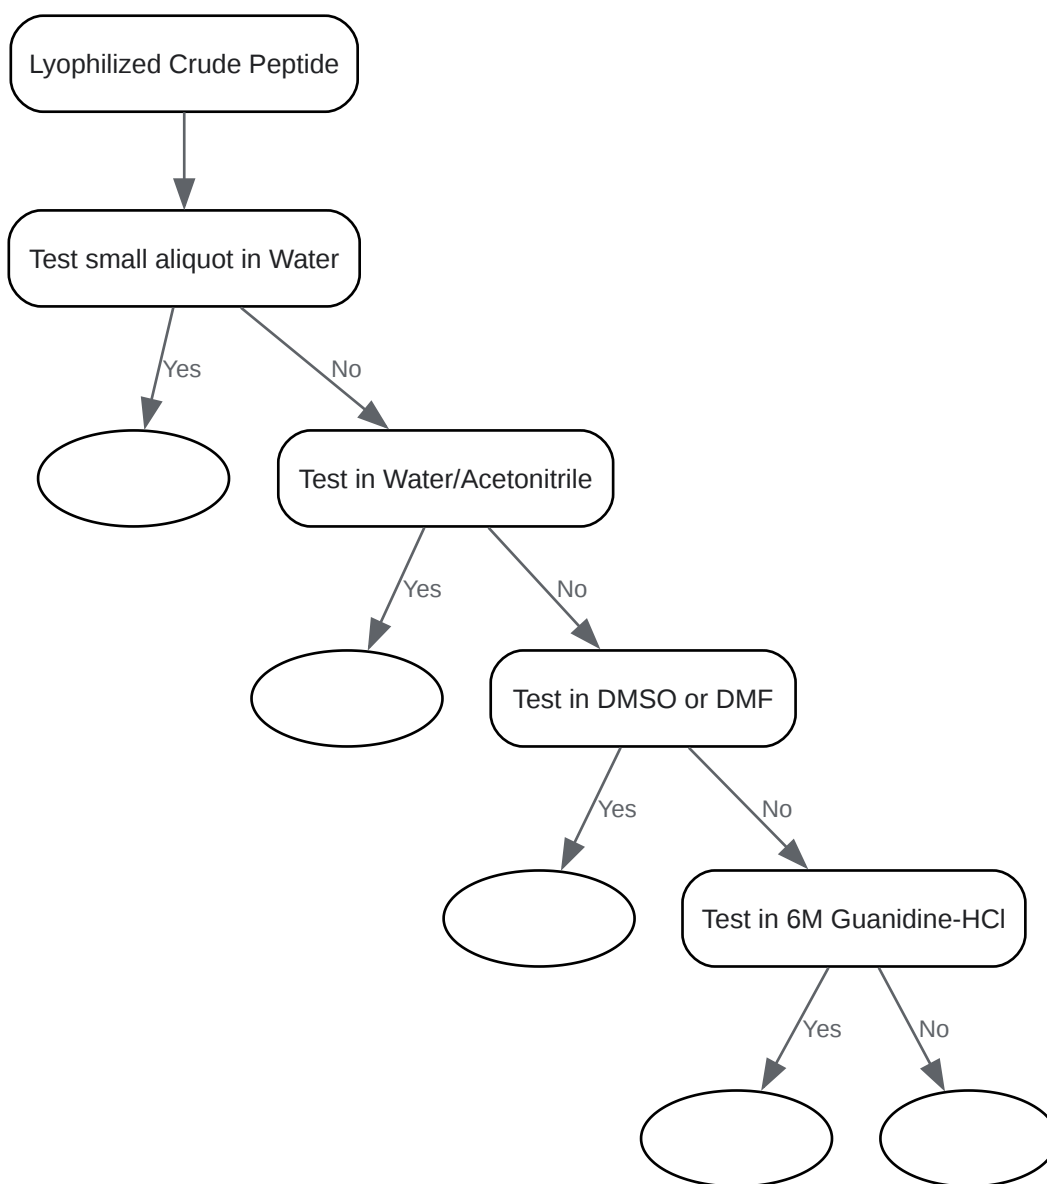 Lyophilized Crude Peptide
Test small aliquot in Water
Yes
No
Test in Water/Acetonitrile
Yes
No
Test in DMSO or DMF
Yes
No
Test in 6M Guanidine-HCl
Yes
No